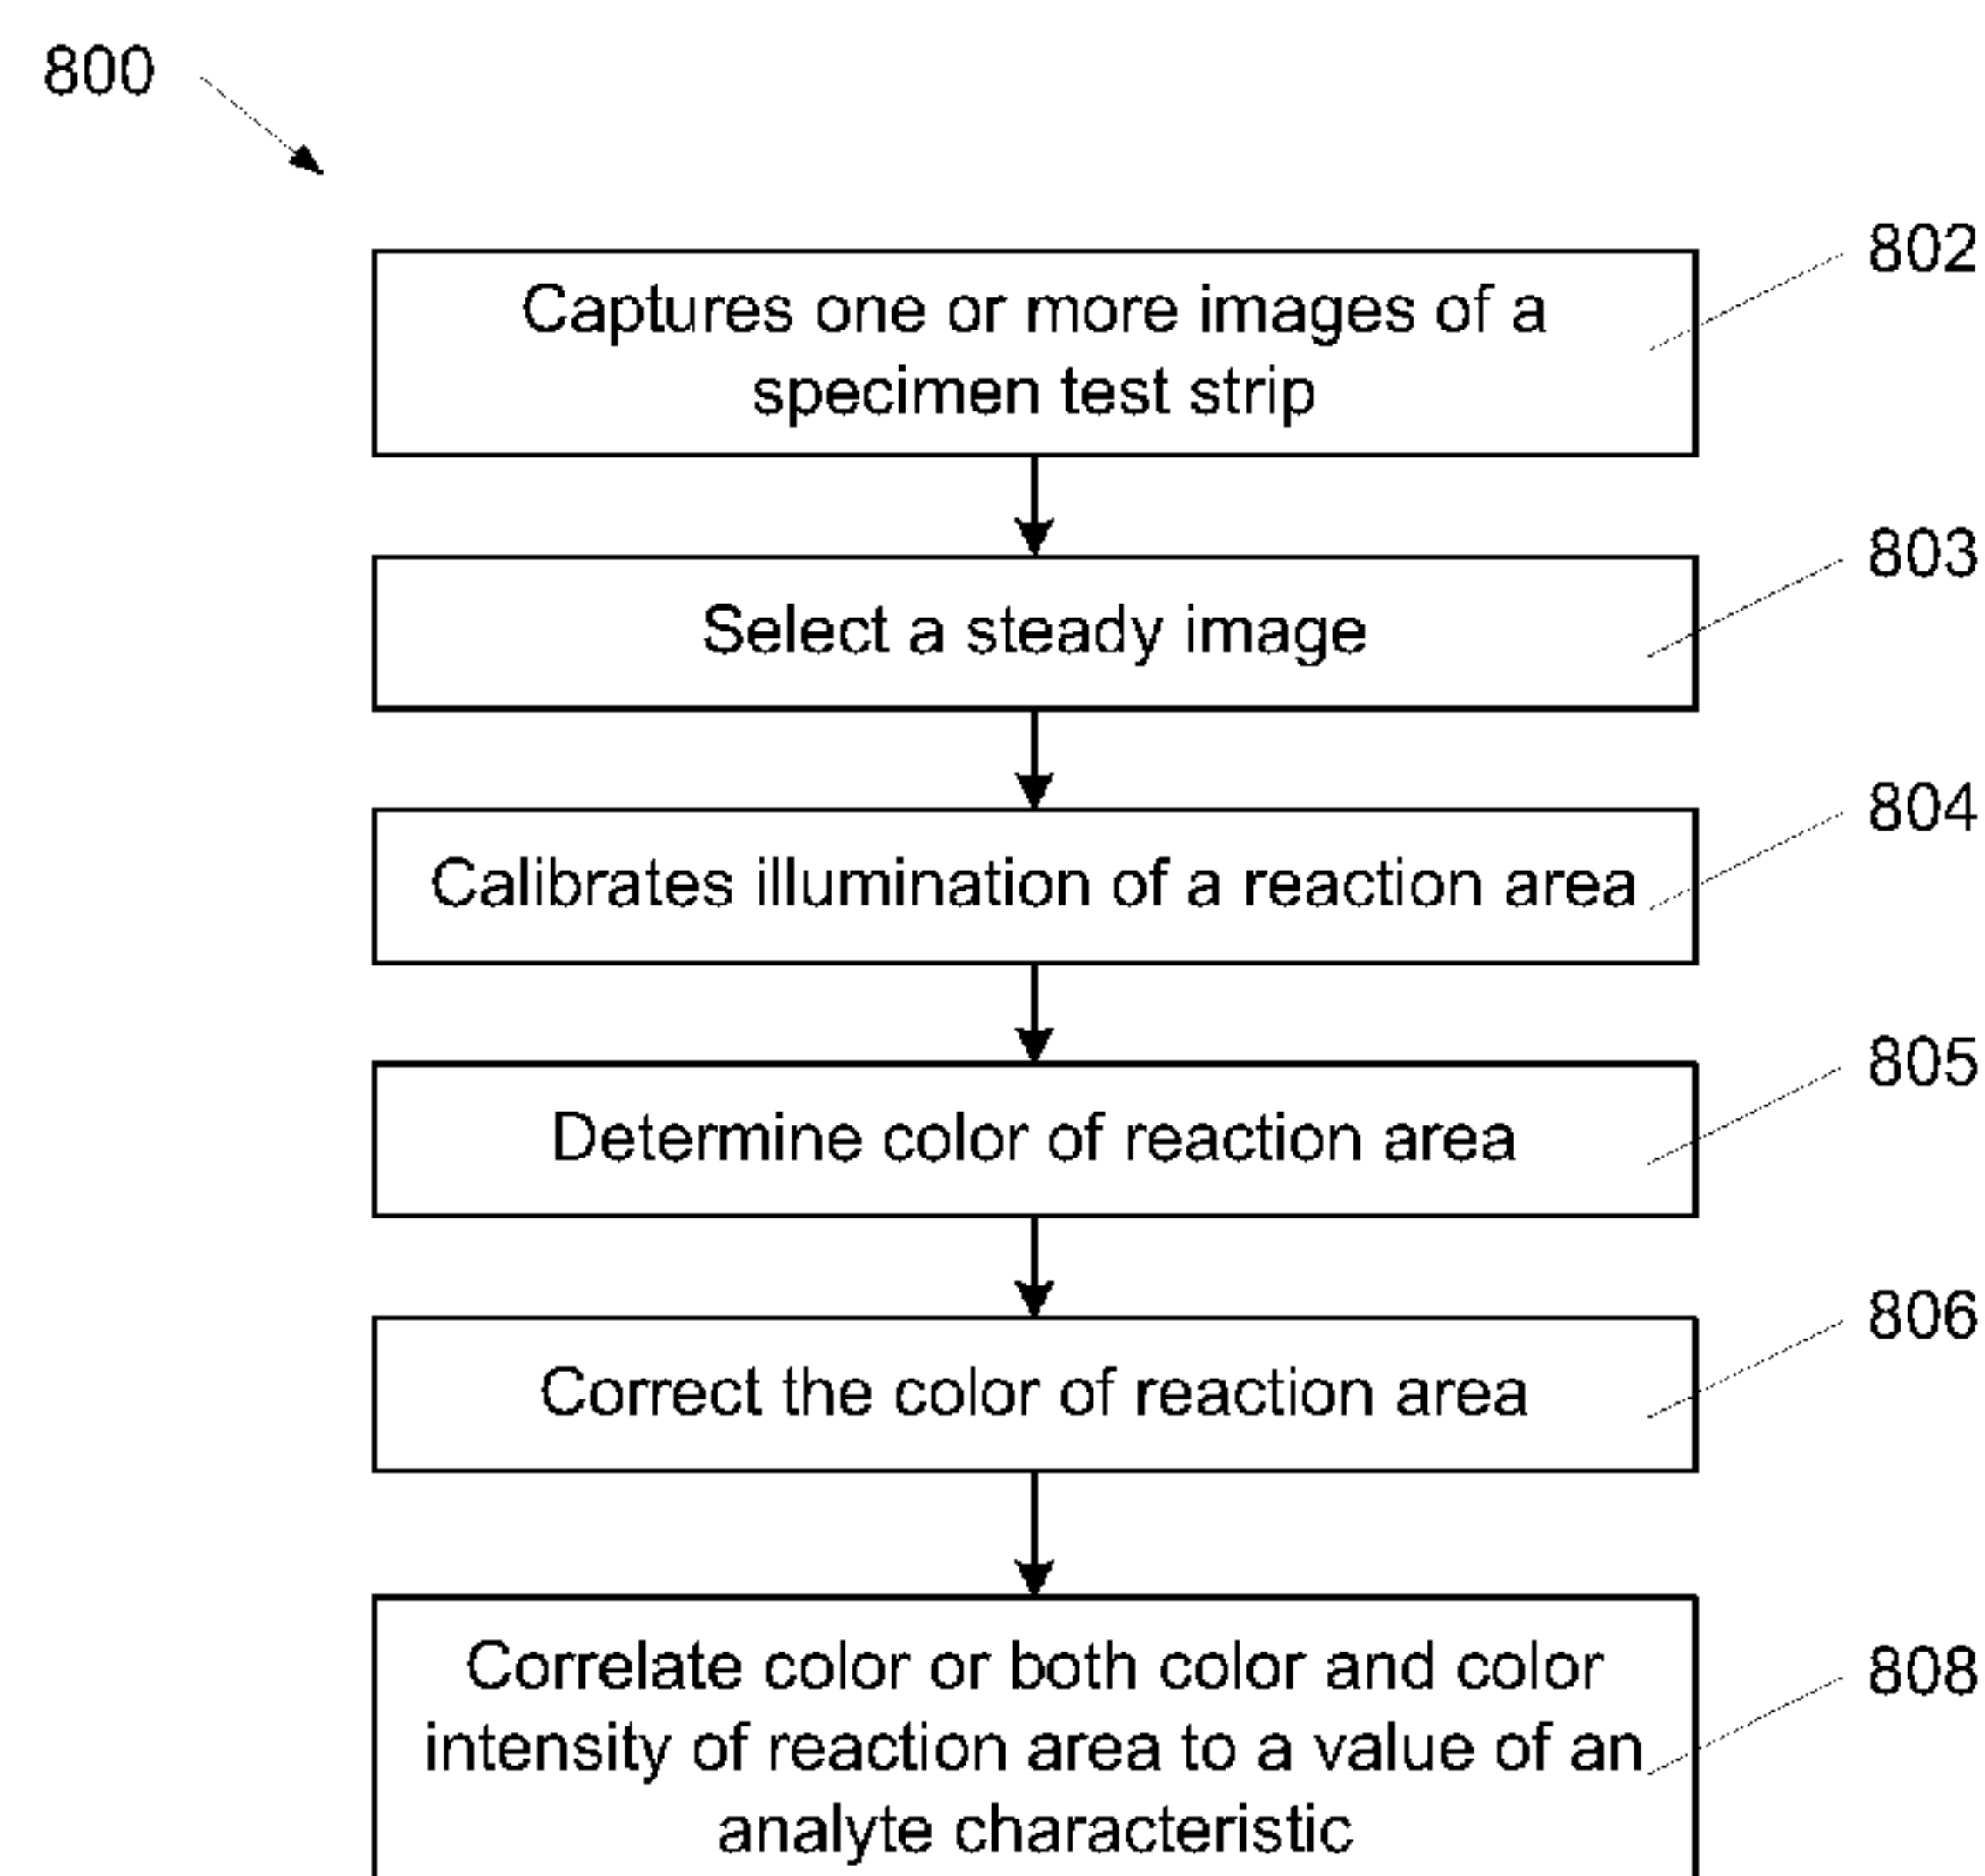 800
802
Captures one or more images of a
specimen test strip
803
Select a steady image
804
Calibrates illumination of a reaction area
805
Determine color of reaction area
806
Correct the color of reaction area
808
Correlate color or both color and color
intensity of reaction area to a value of an
analyte characteristic